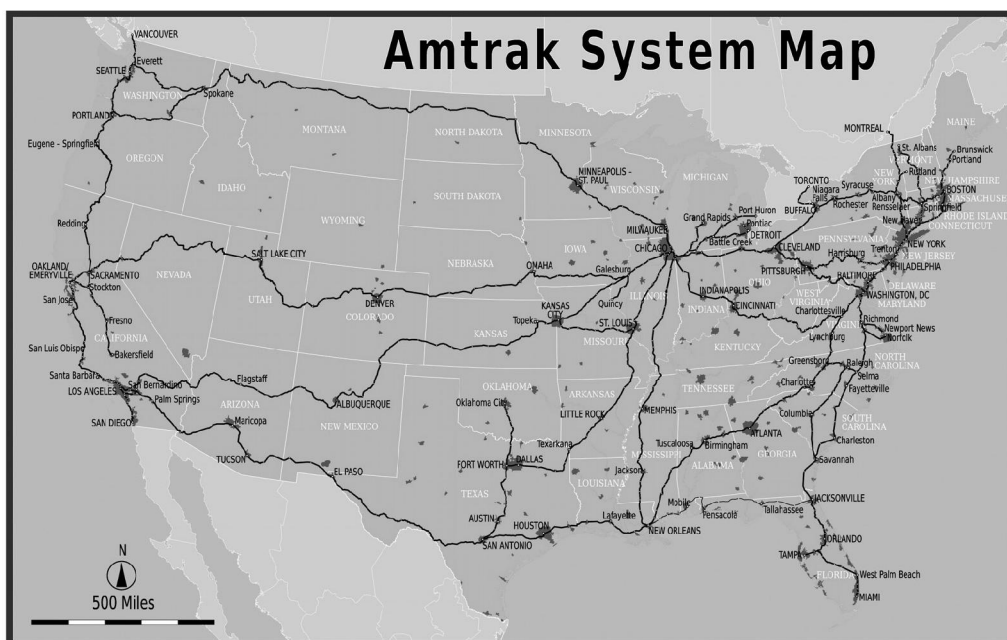 Amtrak System Map
VANCOUVER
Everett
SEATTLE
WASHINGTON
Spokane
PORTLAND
Eugene - Springfield
OREGON
IDAHO
MONTANA
NORTH DAKOTA
MINNESOTA
MINNEAPOLIS -
ST. PAUL
SOUTH DAKOTA
WISCONSIN
MICHIGAN
WYOMING
Redding
OAKLAND/
EMERYVILLE
SACRAMENTO
Stockton
San Jose
NEVADA
SALT LAKE CITY
UTAH
DENVER
COLORADO
NEBRASKA
ONAHA
IOWA
Galesburg
MILWAUKEE
CHICAGO
Grand Rapids
Port Huron
Pontiac
DETROIT
Battle Creek
TORONTO
Niagara
Falls
BUFFALO
Rochester
Syracuse
Albany
Rensselaer
MONTREAL
St. Albans
VERMONT
Rutland
MAINE
Brunswick
Portland
NEW HAMPSHIRE
BOSTON
MASSACHUSE
Springfield
NEW
YORK
RHODE ISLAND
CONNECTICUT
New Haven
NEW YORK
NEW JERSEY
Trenton
PHILADELPHIA
PENNSYLVANIA
Harrisburg
CLEVELAND
PITTSBURGH
BALTIMORE
DELAWARE
WASHINGTON, DC
MARYLAND
OHIO
WEST
VIRGINIA
Charlottesville
VIRGINIA
Richmond
Newport News
Norfolk
Lynchburg
INDIANAPOLIS
CINCINNATI
INDIANA
ILLINOIS
KENTUCKY
Quincy
KANSAS
CITY
Topeka
KANSAS
ST. LOUIS
MISSOURI
Fresno
CALIFORNIA
Bakersfield
San Luis Obispo
Santa Barbara
LOS ANGELES
San Bernardino
Palm Springs
SAN DIEGO
Flagstaff
ARIZONA
Maricopa
TUCSON
ALBUQUERQUE
NEW MEXICO
EL PASO
OKLAHOMA
Oklahoma City
ARKANSAS
LITTLE ROCK
MEMPHIS
TENNESSEE
Greensboro
Raleigh
NORTH
CAROLINA
Selma
Fayetteville
Charlotte
Columbie
SOUTH
CAROLINA
Charleston
Savannah
ATLANTA
GEORGIA
Birmingham
Tuscaloosa
ALABAMA
MISSISSIPPI
Jackson
Texarkana
DALLAS
FORT WORTH
TEXAS
LOUISIANA
AUSTIN
HOUSTON
SAN ANTONIO
Lafayette
NEW ORLEANS
Mobile
Pensacola
Tallahassee
JACKSONVILLE
ORLANDO
TAMPA
FLORIDA
West Palm Beach
MIAMI
N
500 Miles